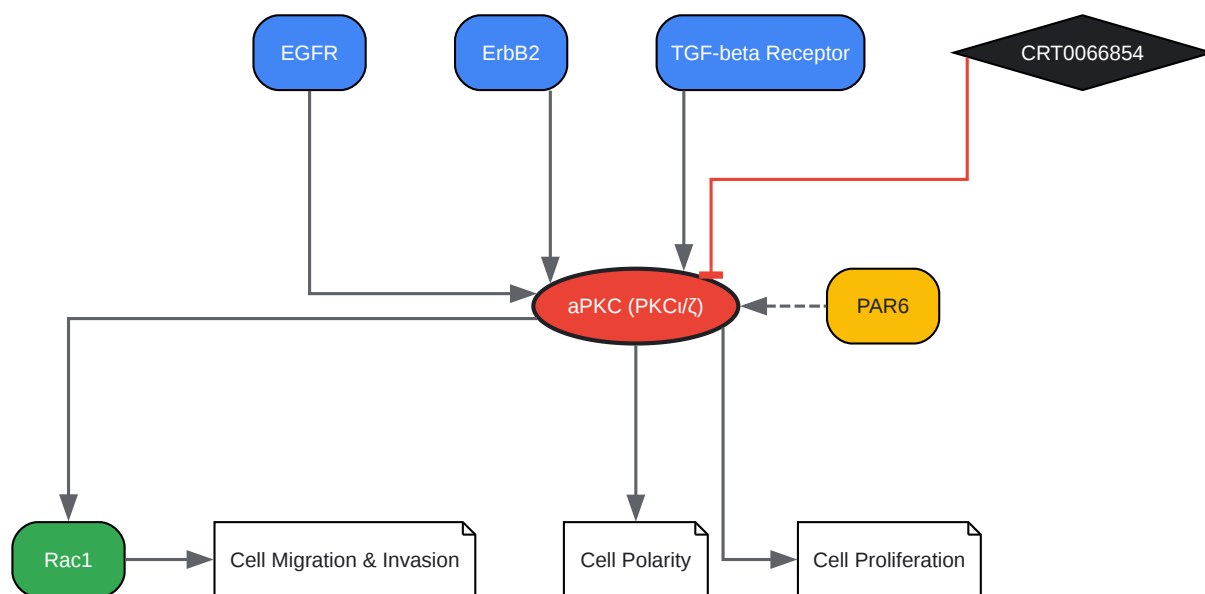 EGFR
ErbB2
TGF-beta Receptor
CRT0066854
aPKC (PKCι/ζ)
PAR6
Rac1
Cell Migration & Invasion
Cell Polarity
Cell Proliferation